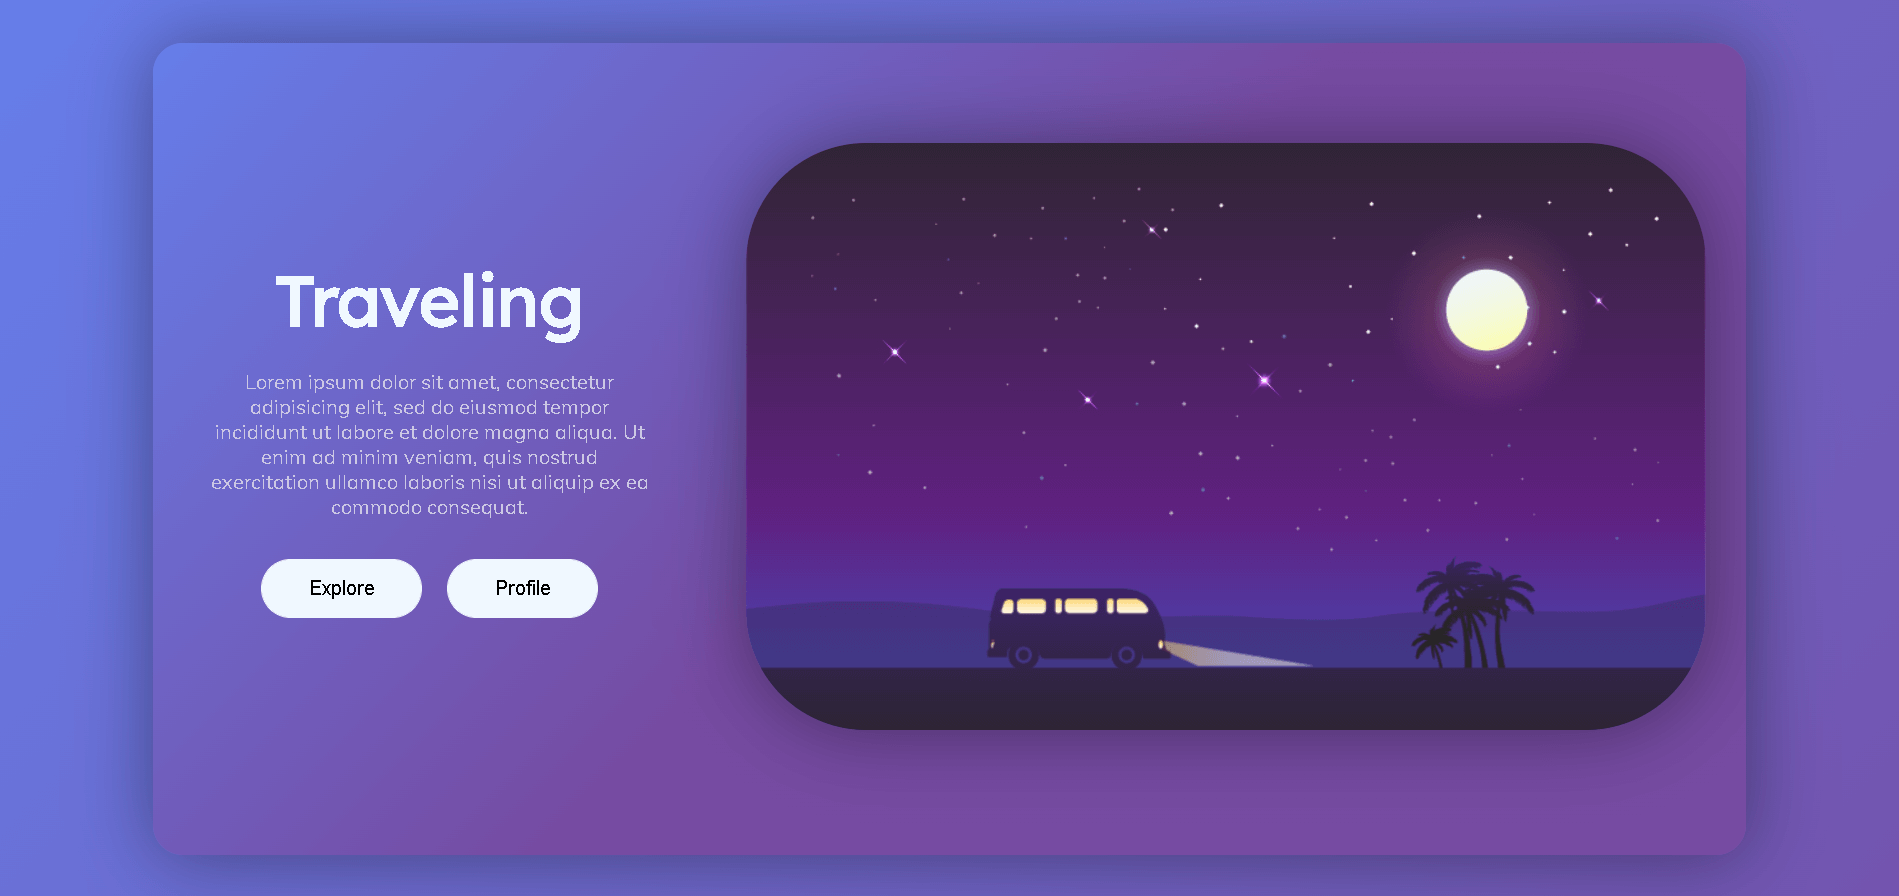 Traveling
Lorem ipsum dolor sit amet, consectetur
adipisicing elit, sed do eiusmod tempor
incididunt ut labore et dolore magna aliqua. Ut
enim ad minim veniam, quis nostrud
exercitation ullamco laboris nisi ut aliquip ex ea
commodo consequat.
Explore
Profile